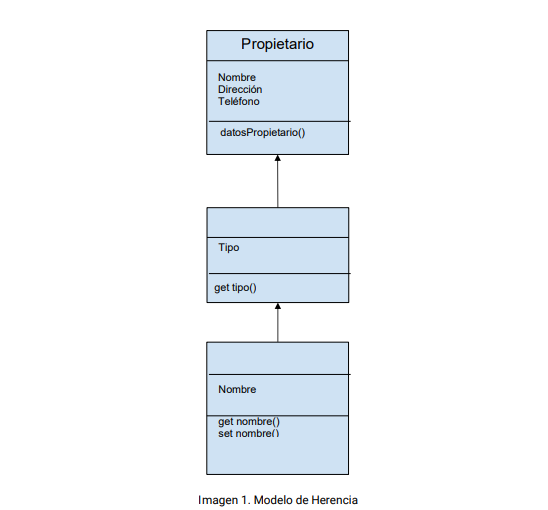 Propietario
Nombre
Dirección
Teléfono
datosPropietario()
Tipo
get tipo()
Nombre
get nombre()
set nombre()
Imagen 1. Modelo de Herencia